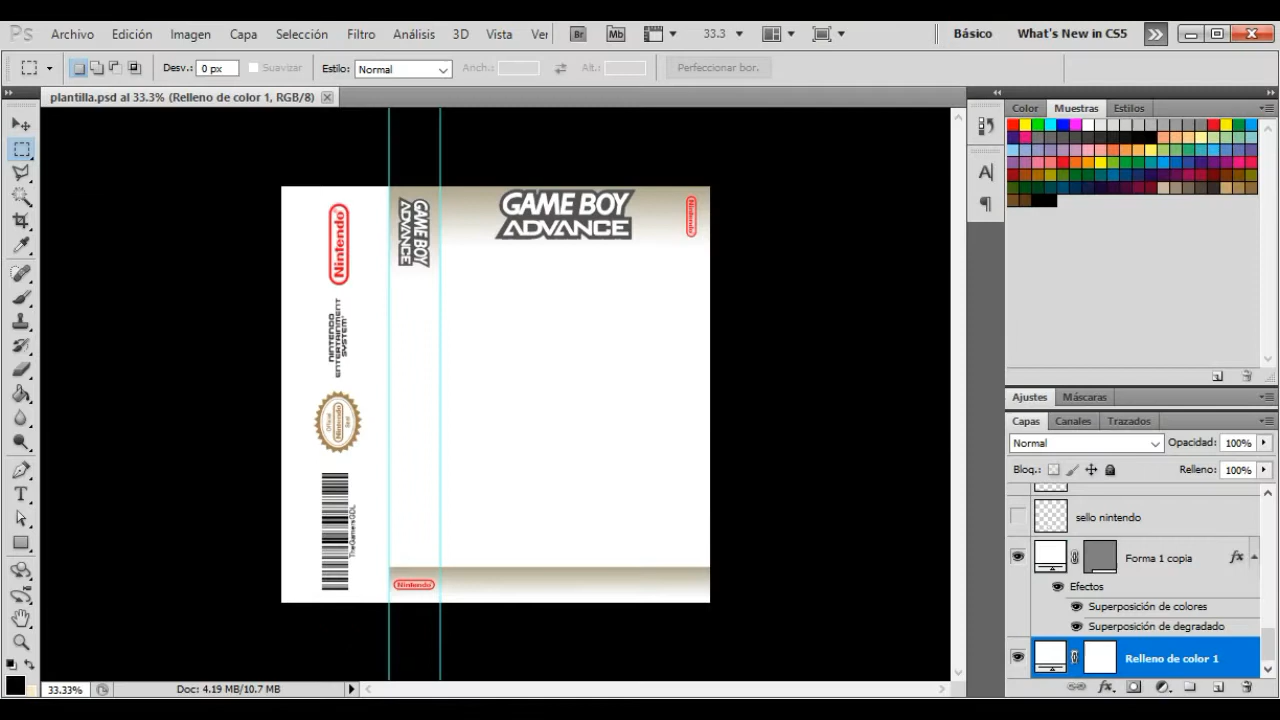 Ps Archivo Edición Imagen Capa Selección Filtro Análisis 3D Vista Ver Br Mb 33.3 Básico What's New in CS5
Desv.: 0 px Suavizar Estilo: Normal Anch.: Alt.: Perfeccionar bor.
plantilla.psd al 33.3% (Relleno de color 1, RGB/8)
Color Muestras Estilos
GAME BOY
ADVANCE
Nintendo
GAME BOY
ADVANCE
Nintendo
NINTENDO
ENTERTAINMENT
SYSTEM
Official
Nintendo
Seal
TheGamersGDL
Nintendo
Ajustes Máscaras
Capas Canales Trazados
Normal Opacidad: 100%
Bloq.: Relleno: 100%
sello nintendo
Forma 1 copia fx
Efectos
Superposición de colores
Superposición de degradado
Relleno de color 1
33.33% Doc: 4.19 MB/10.7 MB